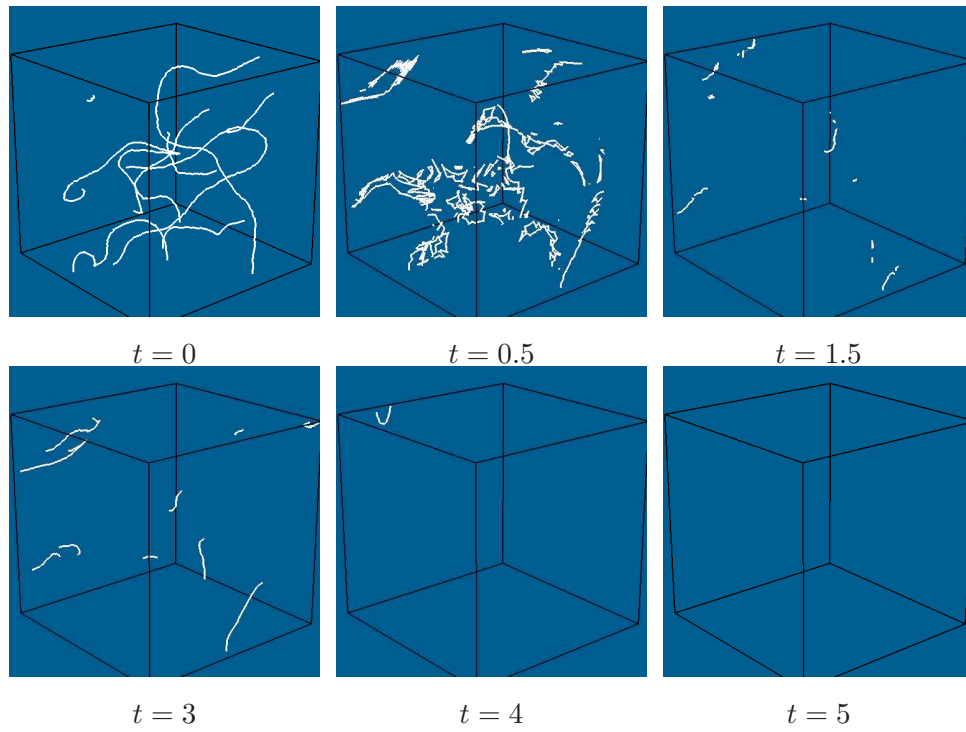 t = 0
t = 0.5
t = 1.5
t = 3
t = 4
t = 5